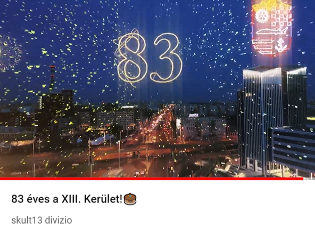 83
83 éves a XIII. Kerület!🎂
skult13 divizio